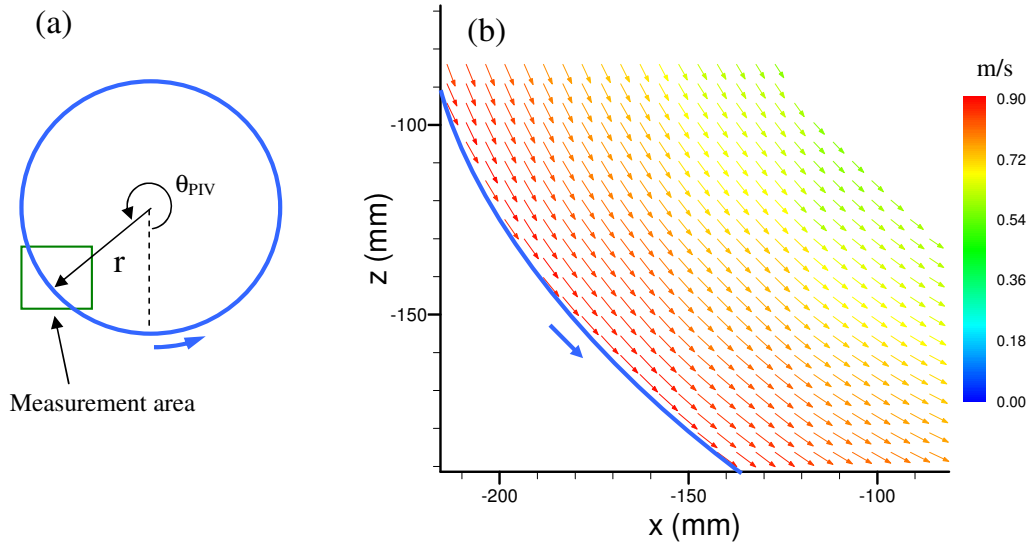 (a)
θPIV
r
Measurement area
(b)
z (mm)
-100
-150
-200
-150
-100
x (mm)
m/s
0.90
0.72
0.54
0.36
0.18
0.00